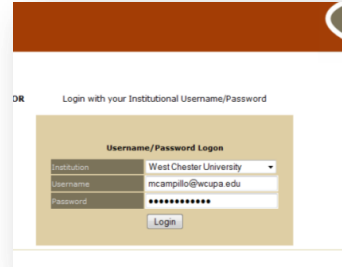 OR Login with your Institutional Username/Password
Username/Password Logon
Institution West Chester University
Username mcampillo@wcupa.edu
Password ••••••••••••
Login